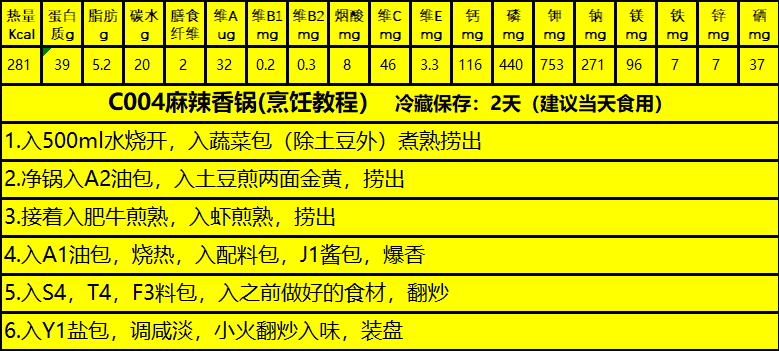 热量 蛋白 脂肪 碳水 膳食 维A 维B1 维B2 烟酸 维C 维E 钙 磷 钾 钠 镁 铁 锌 硒
Kcal 质g g g 纤维 ug mg mg mg mg mg mg mg mg mg mg mg mg mg
281 39 5.2 20 2 32 0.2 0.3 8 46 3.3 116 440 753 271 96 7 7 37
C004麻辣香锅(烹饪教程） 冷藏保存：2天（建议当天食用）
1.入500ml水烧开，入蔬菜包（除土豆外）煮熟捞出
2.净锅入A2油包，入土豆煎两面金黄，捞出
3.接着入肥牛煎熟，入虾煎熟，捞出
4.入A1油包，烧热，入配料包，J1酱包，爆香
5.入S4，T4，F3料包，入之前做好的食材，翻炒
6.入Y1盐包，调咸淡，小火翻炒入味，装盘